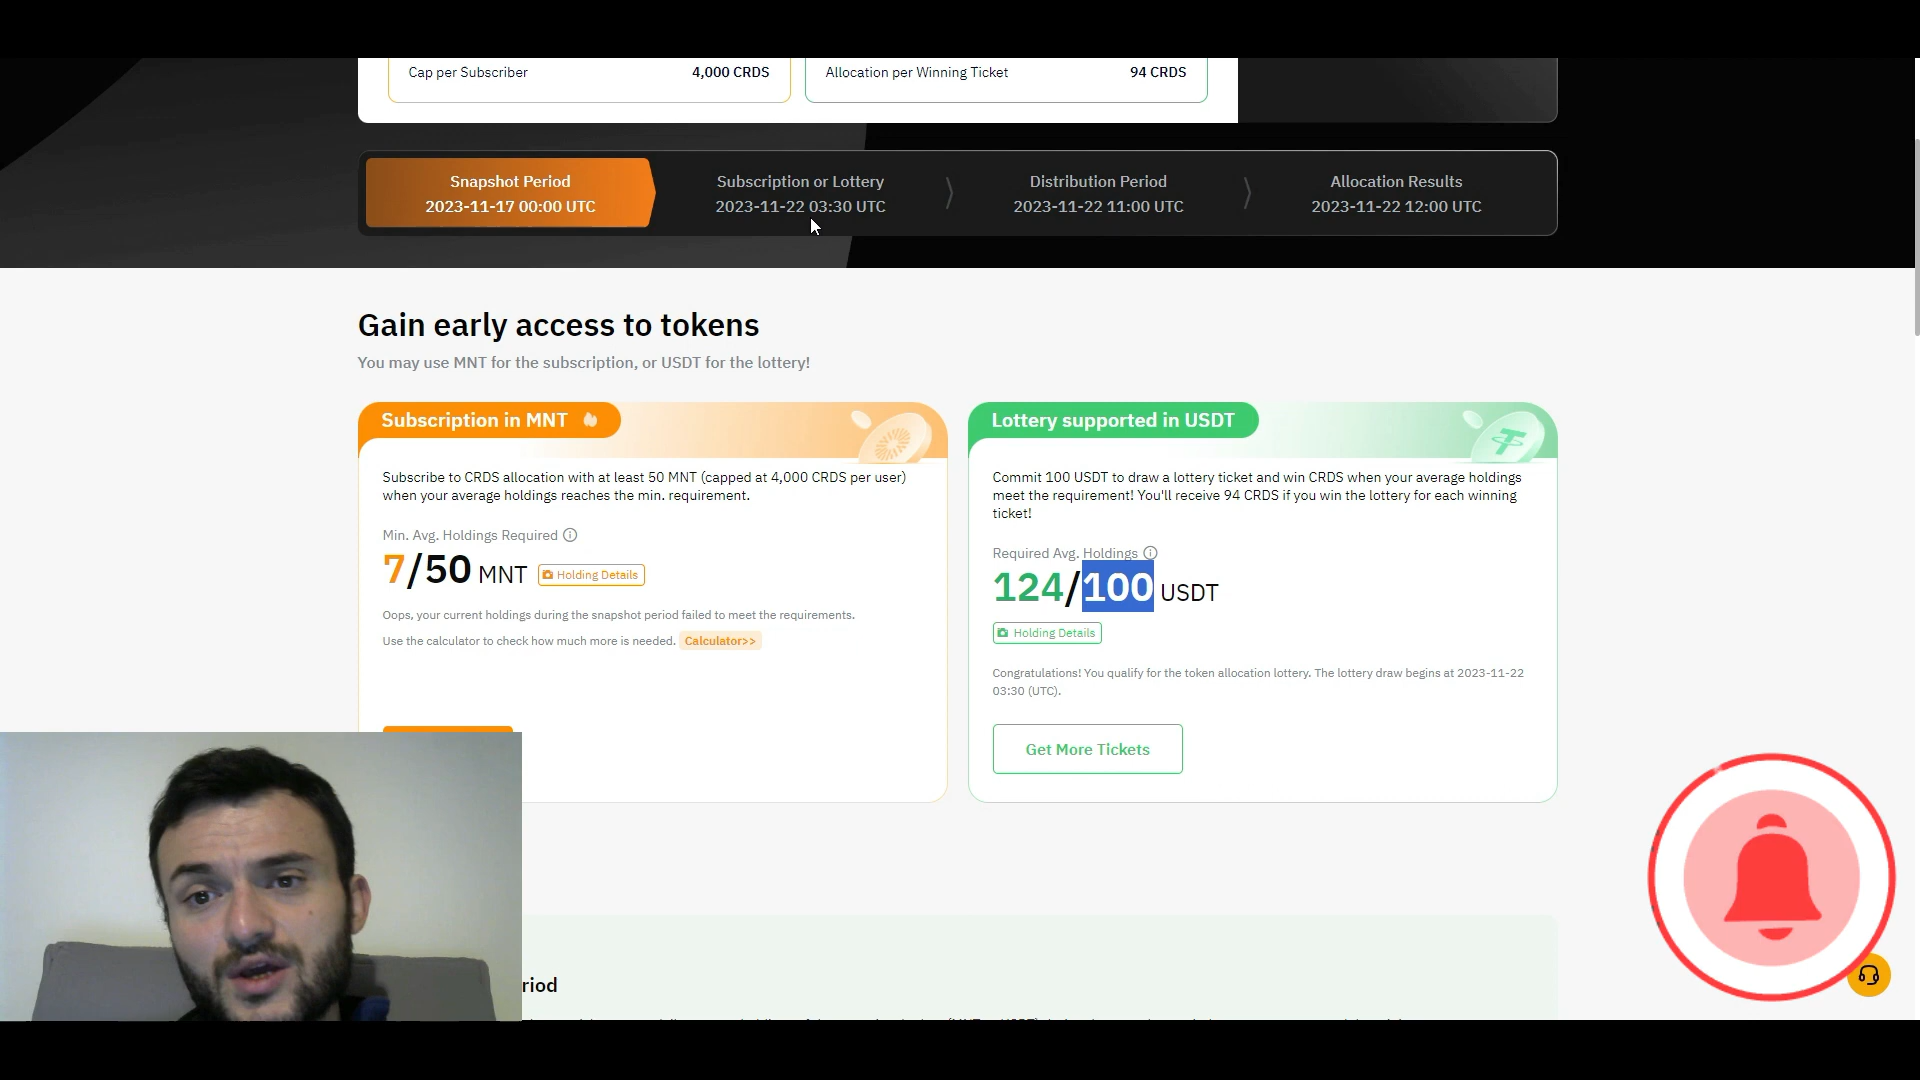 Cap per Subscriber 4,000 CRDS
Allocation per Winning Ticket 94 CRDS
Snapshot Period
2023-11-17 00:00 UTC
Subscription or Lottery
2023-11-22 03:30 UTC
Distribution Period
2023-11-22 11:00 UTC
Allocation Results
2023-11-22 12:00 UTC
Gain early access to tokens
You may use MNT for the subscription, or USDT for the lottery!
Subscription in MNT
Subscribe to CRDS allocation with at least 50 MNT (capped at 4,000 CRDS per user)
when your average holdings reaches the min. requirement.
Min. Avg. Holdings Required
7/50 MNT Holding Details
Oops, your current holdings during the snapshot period failed to meet the requirements.
Use the calculator to check how much more is needed. Calculator>>
Lottery supported in USDT
Commit 100 USDT to draw a lottery ticket and win CRDS when your average holdings
meet the requirement! You'll receive 94 CRDS if you win the lottery for each winning
ticket!
Required Avg. Holdings
124/100 USDT
Holding Details
Congratulations! You qualify for the token allocation lottery. The lottery draw begins at 2023-11-22
03:30 (UTC).
Get More Tickets
riod